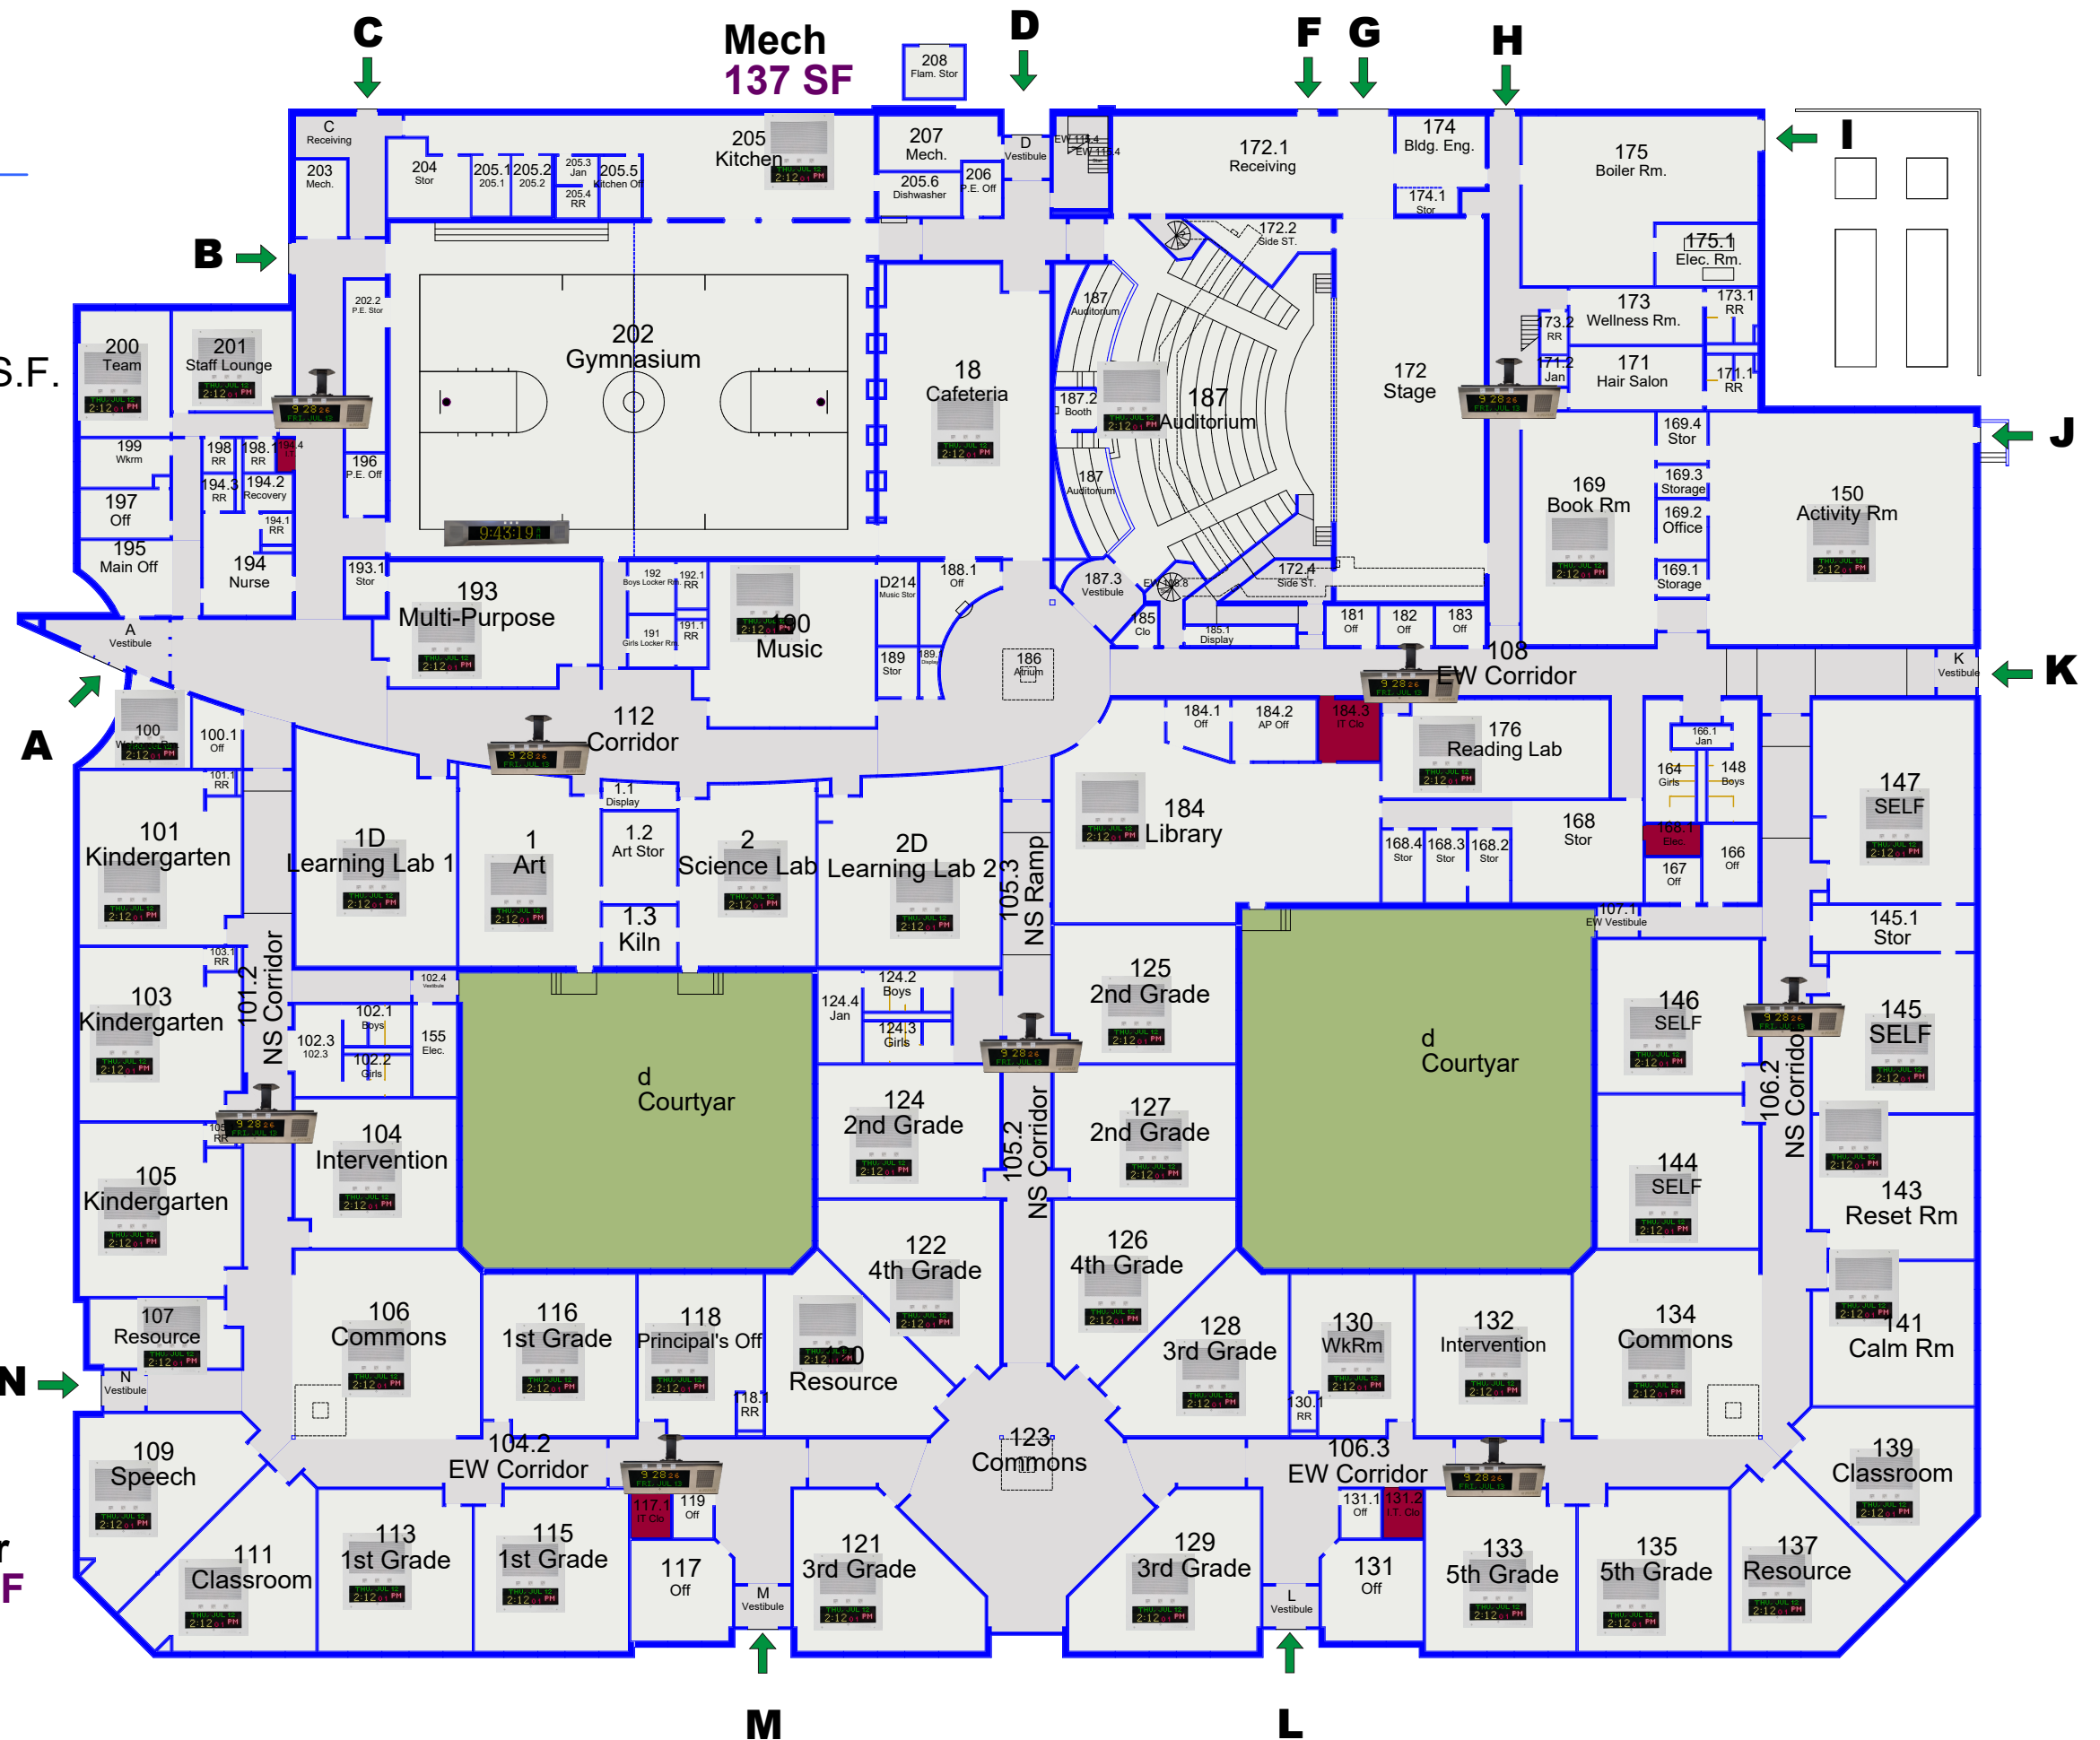 C
Mech
137 SF
D
F
G
H
I
B
J
K
A
N
M
L
S.F.
r
F
208
Flam. Stor
C
Receiving
203
Mech.
204
Stor
205.1
205.1
205.2
205.2
205.3
Jan
205.4
RR
205.5
Kitchen Off
205
Kitchen
207
Mech.
205.6
Dishwasher
206
P.E. Off
D
Vestibule
172.1
Receiving
174
Bldg. Eng.
174.1
Stor
175
Boiler Rm.
175.1
Elec. Rm.
172.2
Side ST.
173
Wellness Rm.
173.1
RR
173.2
RR
171.2
Jan
171
Hair Salon
171.1
RR
202.2
P.E. Stor
202
Gymnasium
9:43:19
18
Cafeteria
187
Auditorium
187.2
Booth
187
Auditorium
187
Auditorium
172
Stage
200
Team
201
Staff Lounge
199
Wkrm
198
RR
198.1
RR
194.4
I.T.
194.3
RR
194.2
Recovery
194.1
RR
196
P.E. Off
197
Off
195
Main Off
194
Nurse
193.1
Stor
193
Multi-Purpose
192
Boys Locker Rm.
192.1
RR
191
Girls Locker Rm.
191.1
RR
Music
D214
Music Stor
188.1
Off
189
Stor
186
Atrium
187.3
Vestibule
185
Clo
185.1
Display
172.4
Side ST.
181
Off
182
Off
183
Off
169
Book Rm
169.4
Stor
169.3
Storage
169.2
Office
169.1
Storage
150
Activity Rm
108
EW Corridor
K
Vestibule
A
Vestibule
100
100.1
Off
112
Corridor
101.1
RR
101
Kindergarten
1D
Learning Lab 1
1
Art
1.1
Display
1.2
Art Stor
1.3
Kiln
2
Science Lab
2D
Learning Lab 2
105.3
NS Ramp
184
Library
184.1
Off
184.2
AP Off
184.3
IT Clo
176
Reading Lab
168
Stor
168.4
Stor
168.3
Stor
168.2
Stor
166.1
Jan
164
Girls
148
Boys
168.1
Elec.
167
Off
166
Off
147
SELF
145.1
Stor
107.1
EW Vestibule
103.1
RR
103
Kindergarten
101.2
NS Corridor
102.4
Vestibule
102.1
Boys
102.3
102.3
102.2
Girls
155
Elec.
124.2
Boys
124.4
Jan
124.3
Girls
125
2nd Grade
146
SELF
145
SELF
d
Courtyar
d
Courtyar
105
Kindergarten
104
Intervention
124
2nd Grade
105.2
NS Corridor
127
2nd Grade
144
SELF
106.2
NS Corridor
143
Reset Rm
107
Resource
N
Vestibule
106
Commons
116
1st Grade
118
Principal's Off
118.1
RR
Resource
122
4th Grade
126
4th Grade
128
3rd Grade
130
WkRm
130.1
RR
132
Intervention
134
Commons
141
Calm Rm
109
Speech
104.2
EW Corridor
123
Commons
106.3
EW Corridor
139
Classroom
111
Classroom
113
1st Grade
115
1st Grade
117.1
IT Clo
119
Off
117
Off
M
Vestibule
121
3rd Grade
129
3rd Grade
L
Vestibule
131.1
Off
131.2
I.T. Clo
131
Off
133
5th Grade
135
5th Grade
137
Resource